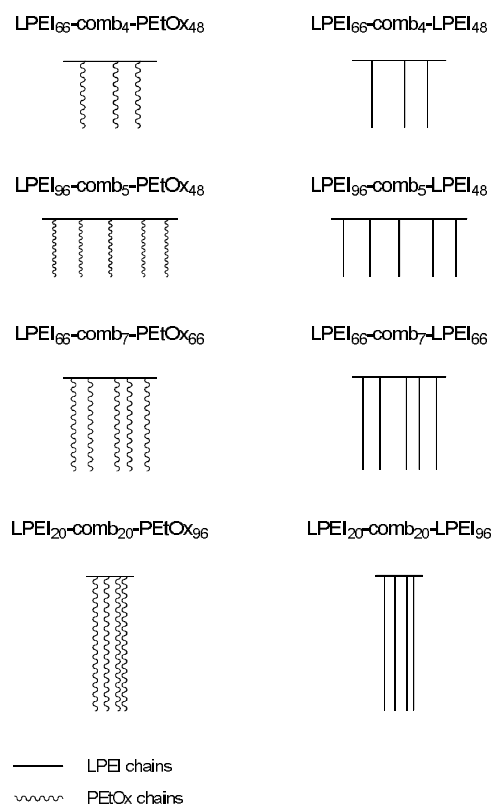 LPEI66-comb4-PEtOx48
LPEI66-comb4-LPEI48
LPEI96-comb5-PEtOx48
LPEI96-comb5-LPEI48
LPEI66-comb7-PEtOx66
LPEI66-comb7-LPEI66
LPEI20-comb20-PEtOx96
LPEI20-comb20-LPEI96
LPEI chains
PEtOx chains